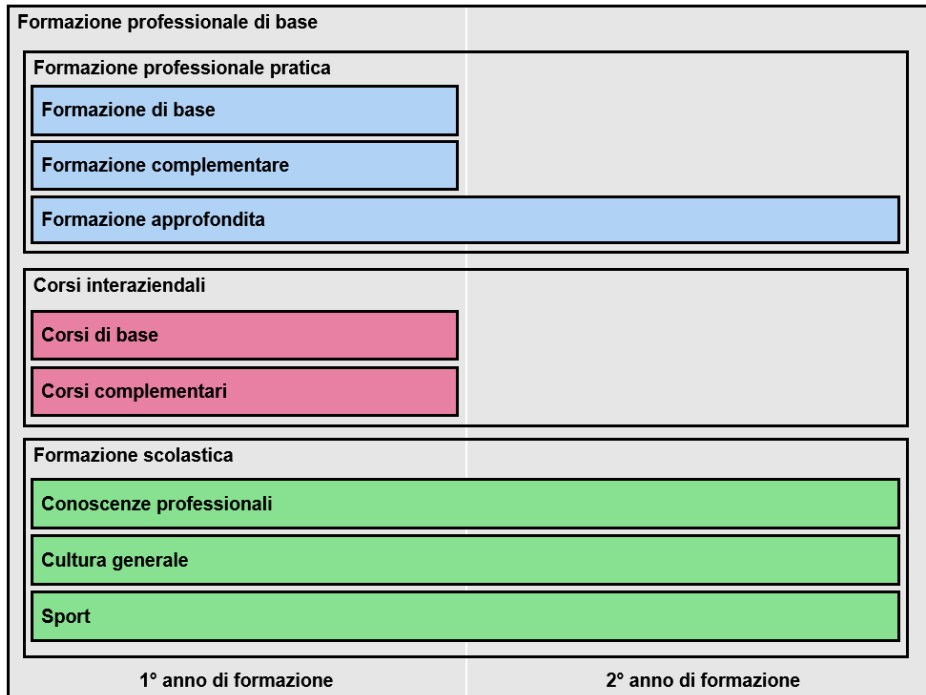 Formazione professionale di base
Formazione professionale pratica
Formazione di base
Formazione complementare
Formazione approfondita
Corsi interaziendali
Corsi di base
Corsi complementari
Formazione scolastica
Conoscenze professionali
Cultura generale
Sport
1° anno di formazione
2° anno di formazione